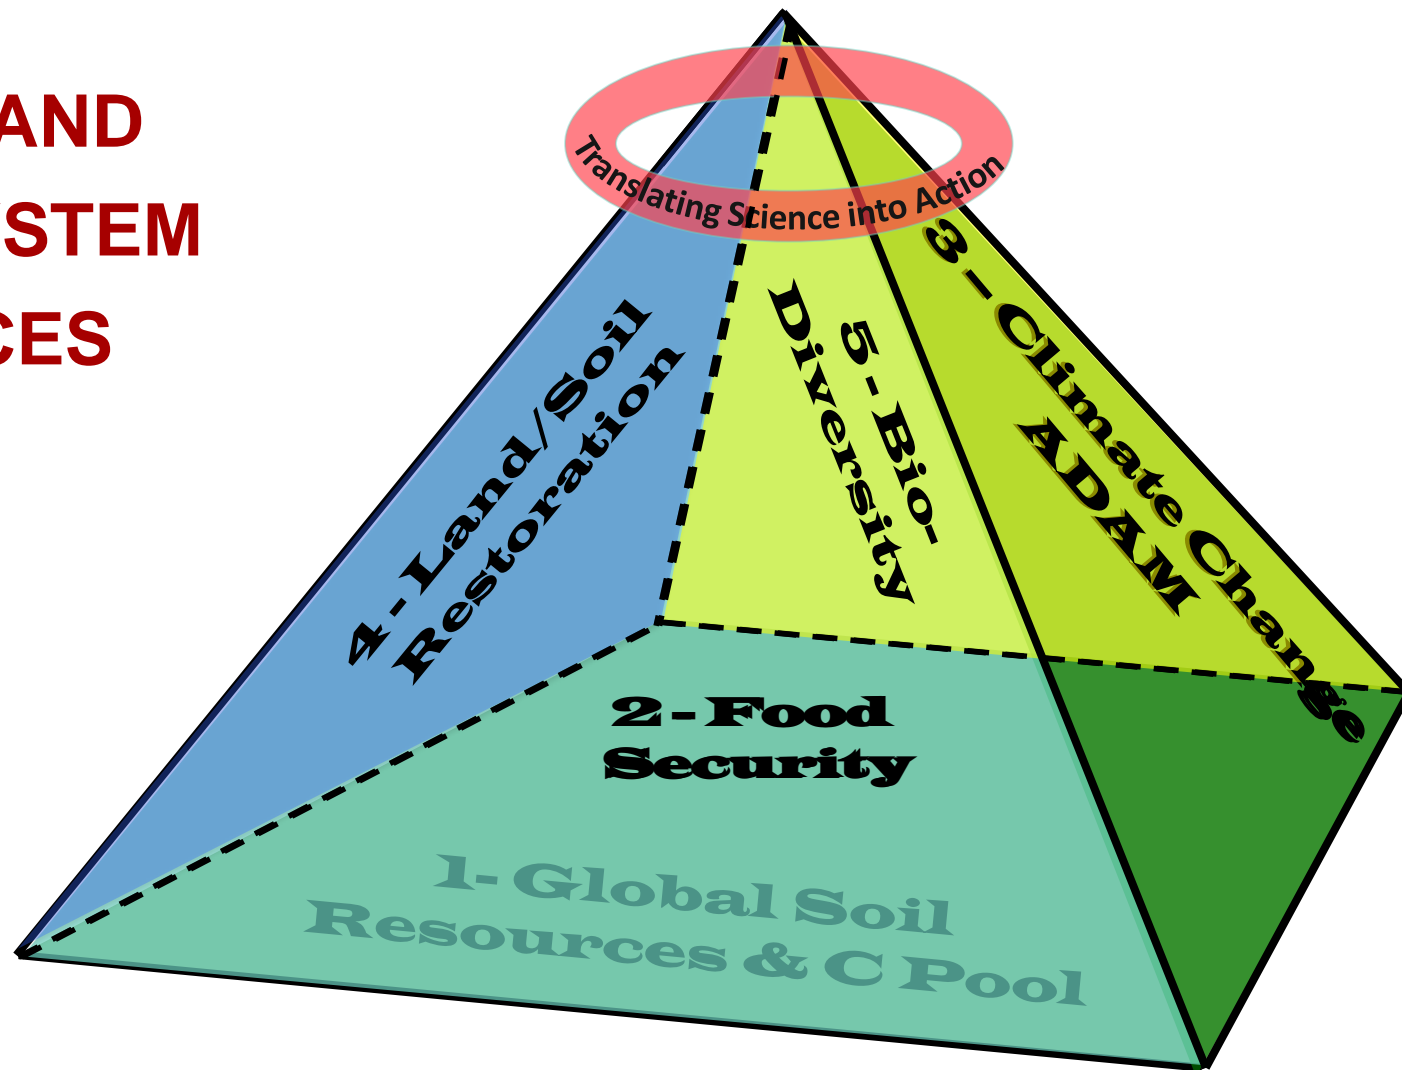 AND
YSTEM
CES
Translating Science into Action
3 – Climate Change
ADAM
4 - Land/Soil
Restoration
5 - Bio-
Diversity
2 - Food
Security
1- Global Soil
Resources & C Pool